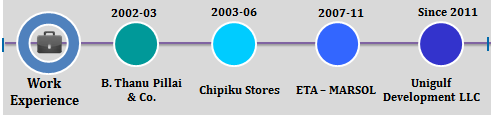 2002-03
2003-06
2007-11
Since 2011
Work
Experience
B. Thanu Pillai
& Co.
Chipiku Stores
ETA – MARSOL
Unigulf
Development LLC